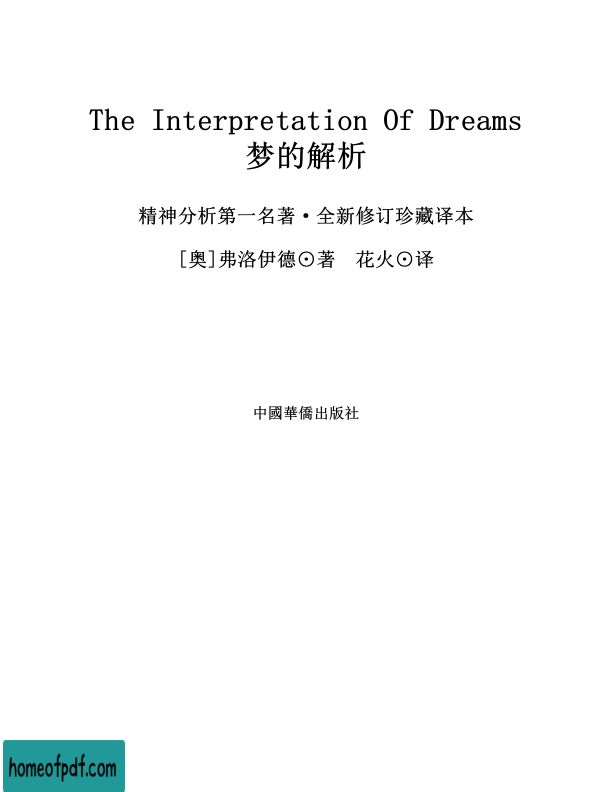 The Interpretation Of Dreams
梦的解析
精神分析第一名著·全新修订珍藏译本
[奥]弗洛伊德⊙著 花火⊙译
中國華僑出版社
homeofpdf.com